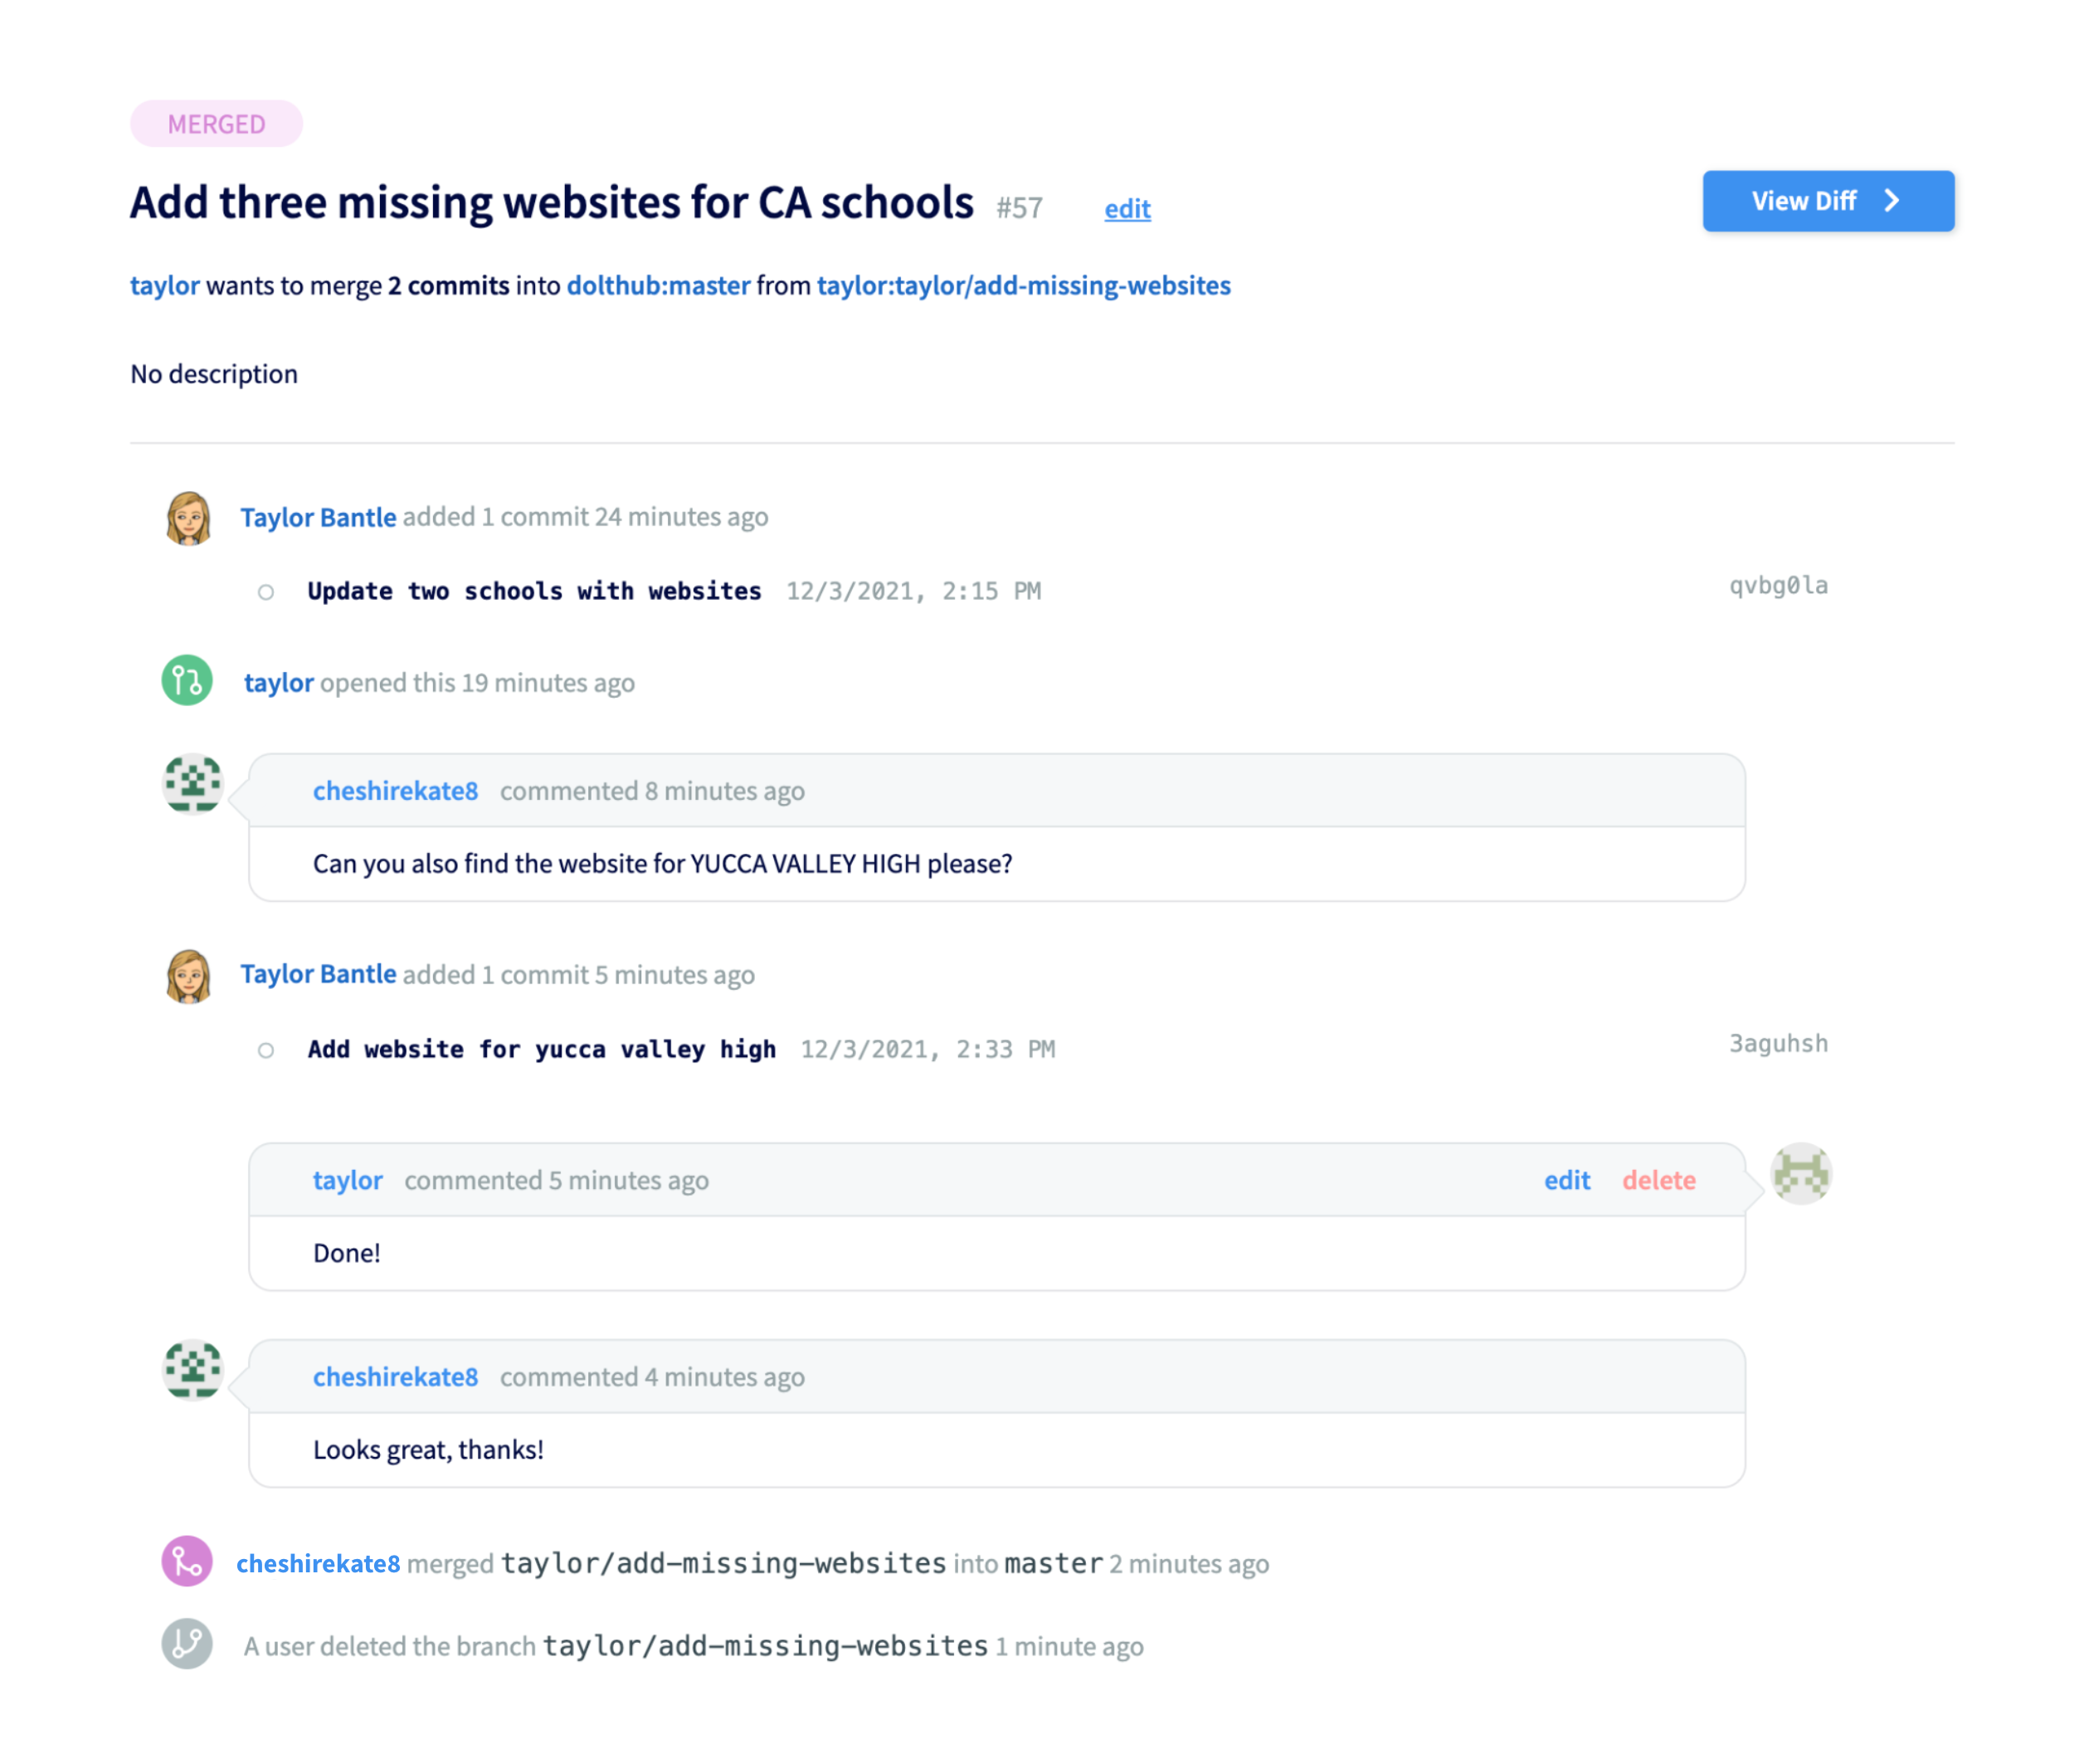 MERGED
Add three missing websites for CA schools #57 edit
View Diff
taylor wants to merge 2 commits into dolthub:master from taylor:taylor/add-missing-websites
No description
Taylor Bantle added 1 commit 24 minutes ago
Update two schools with websites 12/3/2021, 2:15 PM qvbg0la
taylor opened this 19 minutes ago
cheshirekate8 commented 8 minutes ago
Can you also find the website for YUCCA VALLEY HIGH please?
Taylor Bantle added 1 commit 5 minutes ago
Add website for yucca valley high 12/3/2021, 2:33 PM 3aguhsh
taylor commented 5 minutes ago edit delete
Done!
cheshirekate8 commented 4 minutes ago
Looks great, thanks!
cheshirekate8 merged taylor/add-missing-websites into master 2 minutes ago
A user deleted the branch taylor/add-missing-websites 1 minute ago